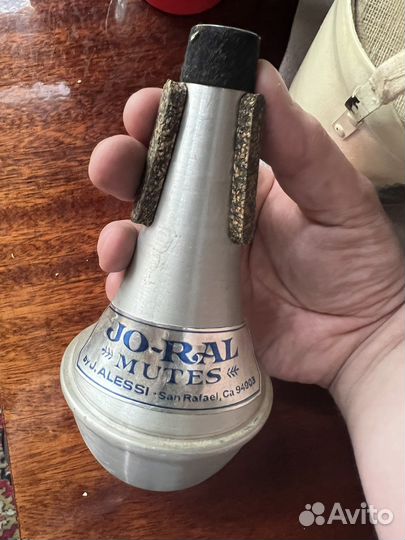 JO-RAL
MUTES
by J. ALESSI · San Rafael, Ca 94903
Avito